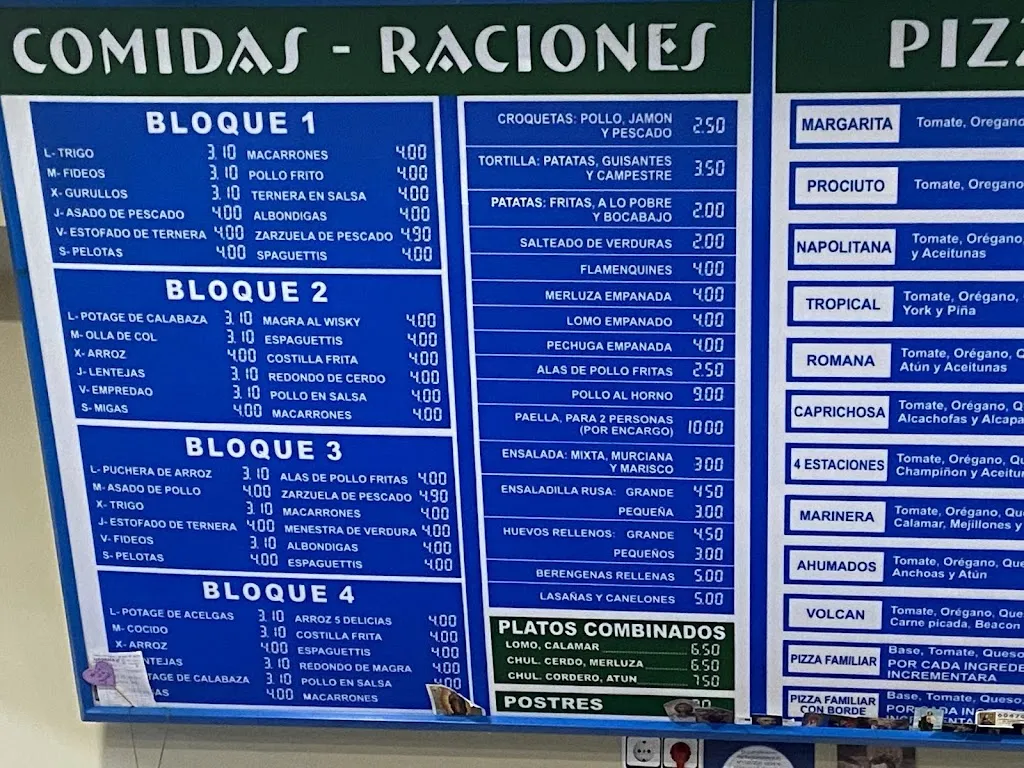 COMIDAS - RACIONES
BLOQUE 1
L- TRIGO 3.10 MACARRONES 4.00
M- FIDEOS 3.10 POLLO FRITO 4.00
X- GURULLOS 3.10 TERNERA EN SALSA 4.00
J- ASADO DE PESCADO 4.00 ALBONDIGAS 4.00
V- ESTOFADO DE TERNERA 4.00 ZARZUELA DE PESCADO 4.90
S- PELOTAS 4.00 SPAGUETTIS 4.00
BLOQUE 2
L- POTAGE DE CALABAZA 3.10 MAGRA AL WISKY 4.00
M- OLLA DE COL 3.10 ESPAGUETTIS 4.00
X- ARROZ 4.00 COSTILLA FRITA 4.00
J- LENTEJAS 3.10 REDONDO DE CERDO 4.00
V- EMPREDAO 3.10 POLLO EN SALSA 4.00
S- MIGAS 4.00 MACARRONES 4.00
BLOQUE 3
L- PUCHERA DE ARROZ 3.10 ALAS DE POLLO FRITAS 4.00
M- ASADO DE POLLO 4.00 ZARZUELA DE PESCADO 4.90
X- TRIGO 3.10 MACARRONES 4.00
J- ESTOFADO DE TERNERA 4.00 MENESTRA DE VERDURA 4.00
V- FIDEOS 3.10 ALBONDIGAS 4.00
S- PELOTAS 4.00 ESPAGUETTIS 4.00
BLOQUE 4
L- POTAGE DE ACELGAS 3.10 ARROZ 5 DELICIAS 4.00
M- COCIDO 3.10 COSTILLA FRITA 4.00
X- ARROZ 4.00 ESPAGUETTIS 4.00
NTEJAS 3.10 REDONDO DE MAGRA 4.00
TAGE DE CALABAZA 3.10 POLLO EN SALSA 4.00
AS 4.00 MACARRONES
CROQUETAS: POLLO, JAMON
Y PESCADO 2.50
TORTILLA: PATATAS, GUISANTES
Y CAMPESTRE 3.50
PATATAS: FRITAS, A LO POBRE
Y BOCABAJO 2.00
SALTEADO DE VERDURAS 2.00
FLAMENQUINES 4.00
MERLUZA EMPANADA 4.00
LOMO EMPANADO 4.00
PECHUGA EMPANADA 4.00
ALAS DE POLLO FRITAS 2.50
POLLO AL HORNO 9.00
PAELLA, PARA 2 PERSONAS
(POR ENCARGO) 1000
ENSALADA: MIXTA, MURCIANA
Y MARISCO 300
ENSALADILLA RUSA: GRANDE 450
PEQUEÑA 3.00
HUEVOS RELLENOS: GRANDE 4.50
PEQUEÑOS 3.00
BERENGENAS RELLENAS 5.00
LASAÑAS Y CANELONES 5.00
PLATOS COMBINADOS
LOMO, CALAMAR 6.50
CHUL. CERDO, MERLUZA 6.50
CHUL. CORDERO, ATUN 7.50
POSTRES
PIZZ
MARGARITA Tomate, Oregano
PROCIUTO Tomate, Oregano
NAPOLITANA Tomate, Orégano
y Aceitunas
TROPICAL Tomate, Orégano,
York y Piña
ROMANA Tomate, Orégano, Q
Atún y Aceitunas
CAPRICHOSA Tomate, Orégano, Q
Alcachofas y Alcapa
4 ESTACIONES Tomate, Orégano, Qu
Champiñon y Aceitu
MARINERA Tomate, Orégano, Que
Calamar, Mejillones y
AHUMADOS Tomate, Orégano, Que
Anchoas y Atún
VOLCAN Tomate, Orégano, Que
Carne picada, Beacon
PIZZA FAMILIAR Base, Tomate, Queso
POR CADA INGREDE
INCREMENTARA
PIZZA FAMILIAR
CON BORDE Base, Tomate, Queso,